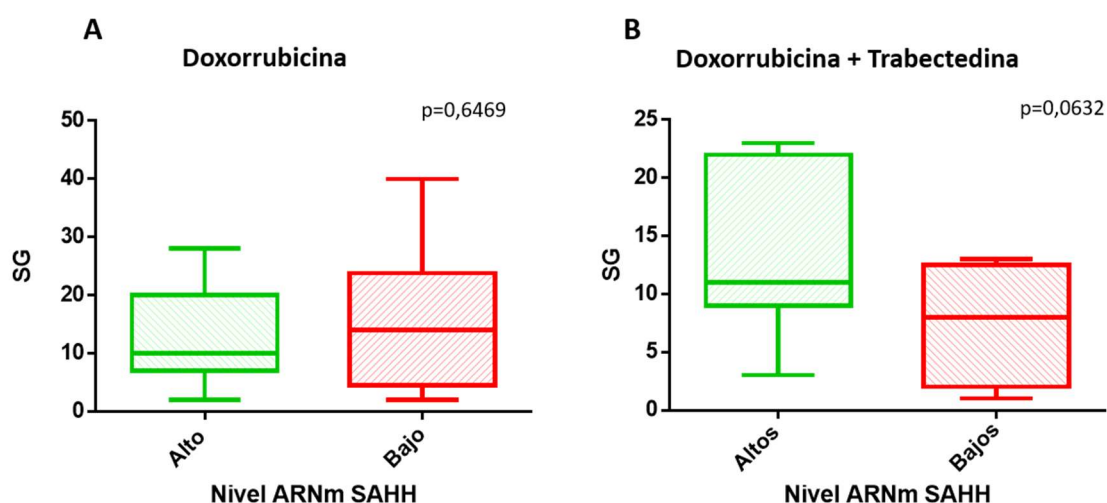 A
Doxorrubicina
p=0,6469
50
40
30
20
10
0
SG
Alto
Bajo
Nivel ARNm SAHH
B
Doxorrubicina + Trabectedina
p=0,0632
25
20
15
10
5
0
SG
Altos
Bajos
Nivel ARNm SAHH